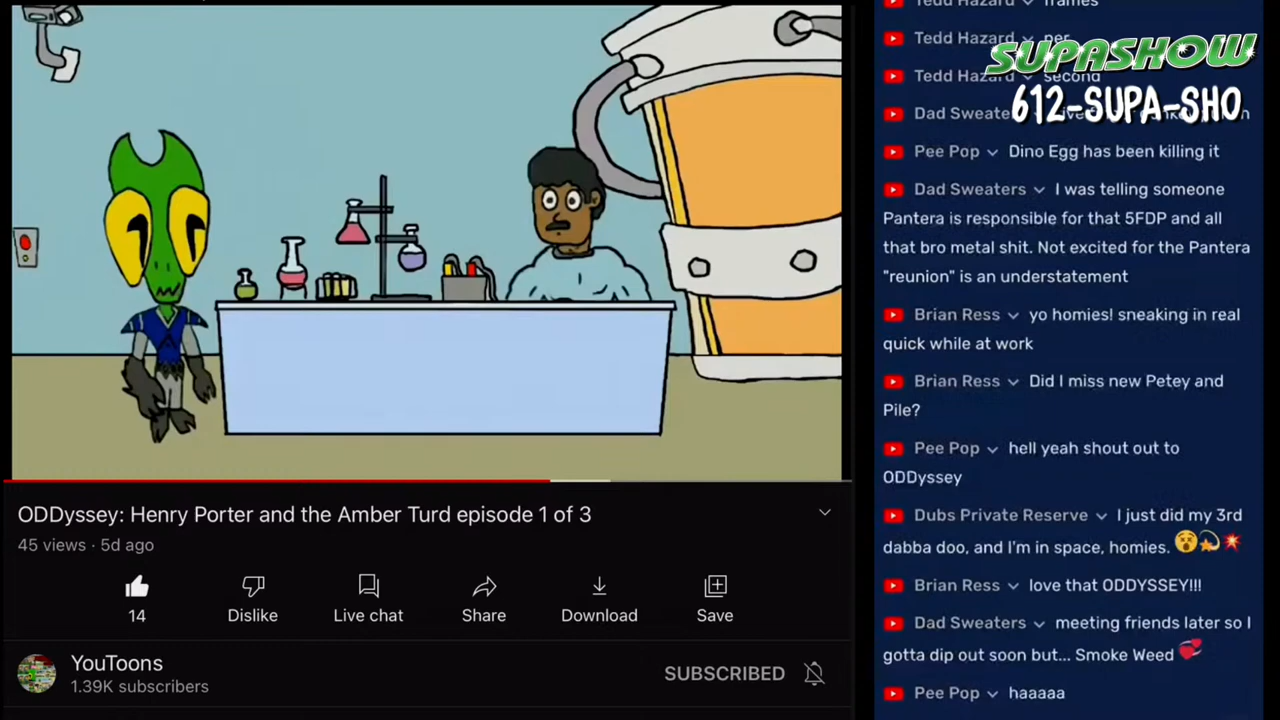 ODDyssey: Henry Porter and the Amber Turd episode 1 of 3
45 views · 5d ago
14
Dislike
Live chat
Share
Download
Save
YouToons
1.39K subscribers
SUBSCRIBED
SUPASHOW
612-SUPA-SHO
Tedd Hazard frames
Tedd Hazard per
Tedd Hazard second
Dad
Pee Pop Dino Egg has been killing it
Dad Sweaters I was telling someone
Pantera is responsible for that 5FDP and all
that bro metal shit. Not excited for the Pantera
"reunion" is an understatement
Brian Ress yo homies! sneaking in real
quick while at work
Brian Ress Did I miss new Petey and
Pile?
Pee Pop hell yeah shout out to
ODDyssey
Dubs Private Reserve I just did my 3rd
dabba doo, and I'm in space, homies. 😵💫💥
Brian Ress love that ODDYSSEY!!!
Dad Sweaters meeting friends later so I
gotta dip out soon but... Smoke Weed 💞
Pee Pop haaaaa